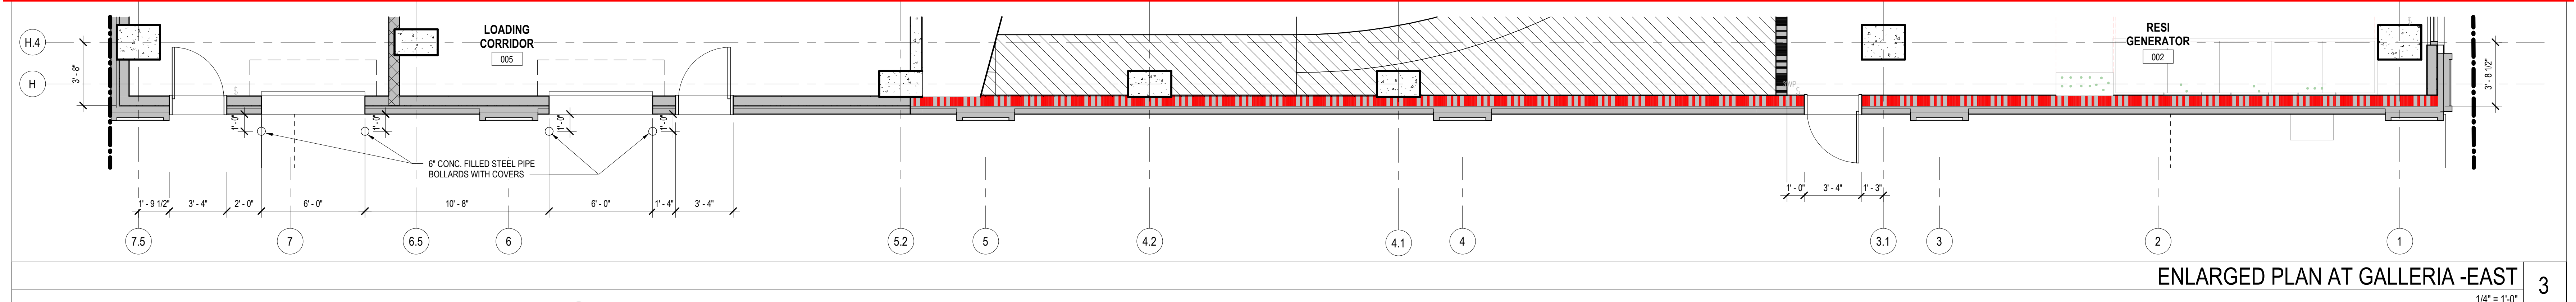 H.4
H
3' - 8"
LOADING
CORRIDOR
005
RESI
GENERATOR
002
3' - 8 1/2"
1'- 0"
1'- 0"
1'- 0"
1'- 0"
6" CONC. FILLED STEEL PIPE
BOLLARDS WITH COVERS
1' - 0"
3' - 4"
1' - 3"
1' - 9 1/2"
3' - 4"
2' - 0"
6' - 0"
10' - 8"
6' - 0"
1' - 4"
3' - 4"
7.5
7
6.5
6
5.2
5
4.2
4.1
4
3.1
3
2
1
ENLARGED PLAN AT GALLERIA -EAST
3
1/4" = 1'-0"